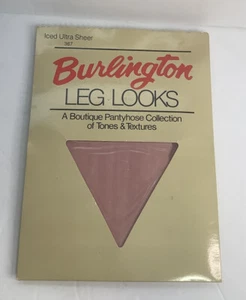 Iced Ultra Sheer
Burlington
LEG LOOKS
A Boutique Pantyhose Collection
of Tones & Textures